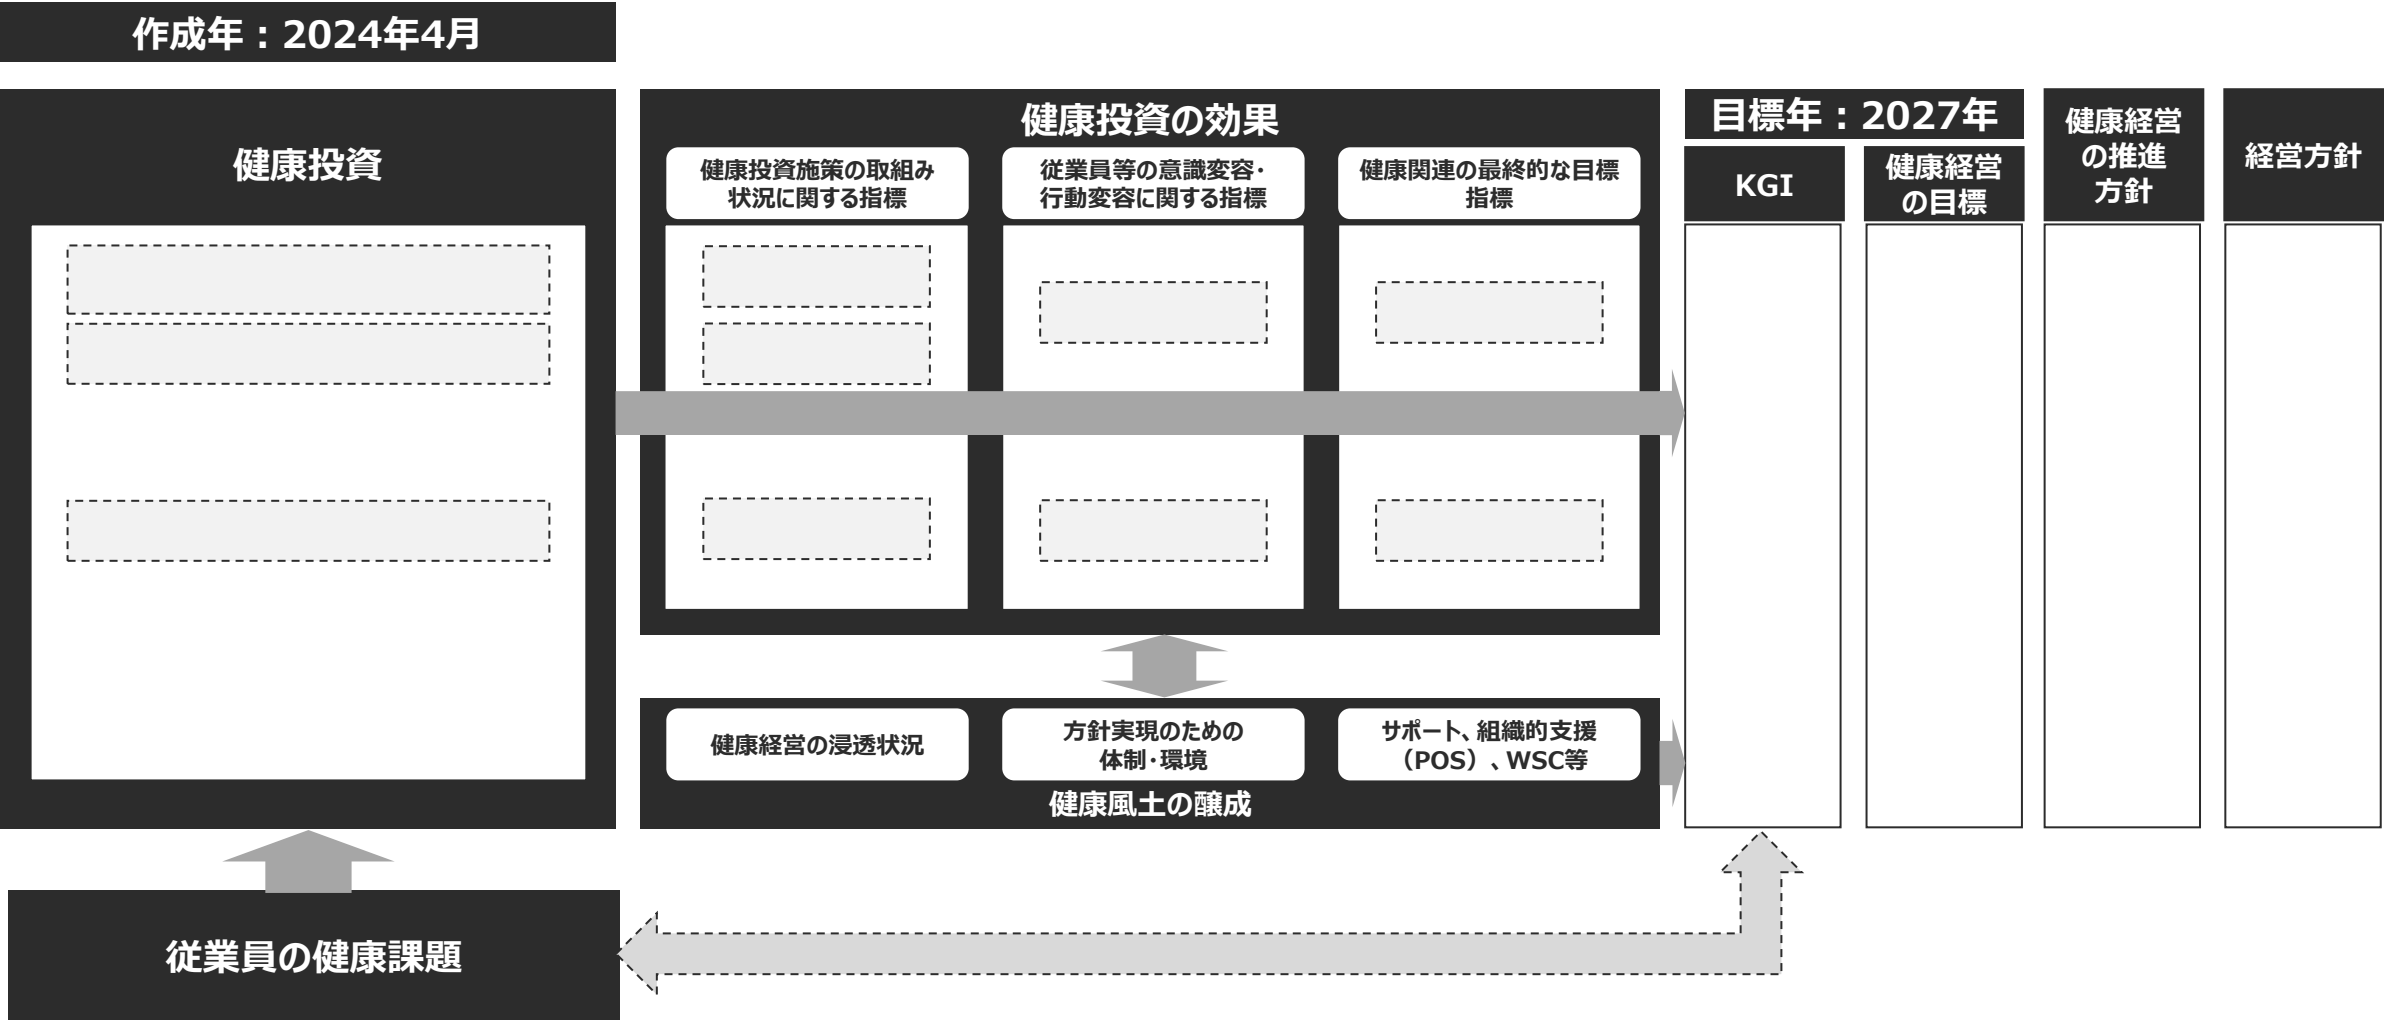 作成年：2024年4月
健康投資
健康投資の効果
健康投資施策の取組み
状況に関する指標
従業員等の意識変容・
行動変容に関する指標
健康関連の最終的な目標
指標
目標年：2027年
KGI
健康経営
の目標
健康経営
の推進
方針
経営方針
健康経営の浸透状況
方針実現のための
体制・環境
サポート、組織的支援
（POS）、WSC等
健康風土の醸成
従業員の健康課題